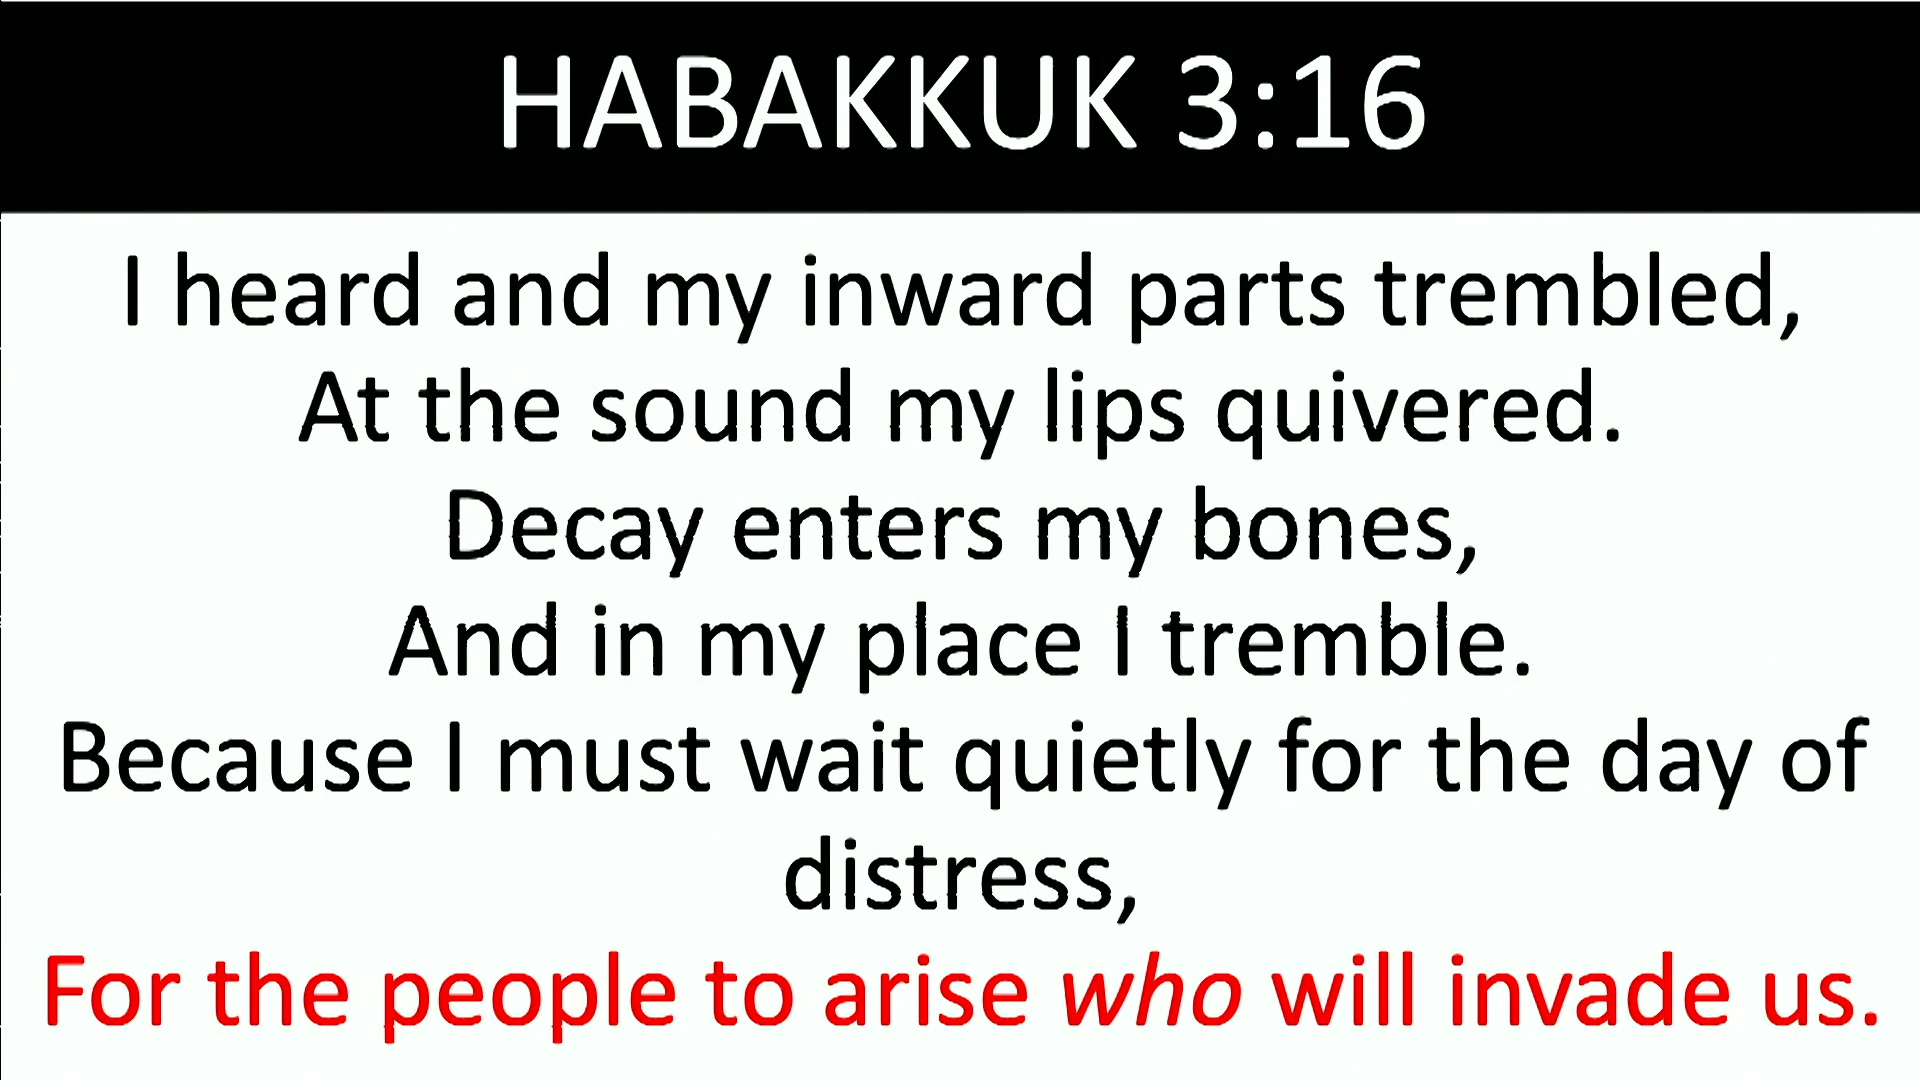 HABAKKUK 3:16
I heard and my inward parts trembled,
At the sound my lips quivered.
Decay enters my bones,
And in my place I tremble.
Because I must wait quietly for the day of
distress,
For the people to arise who will invade us.